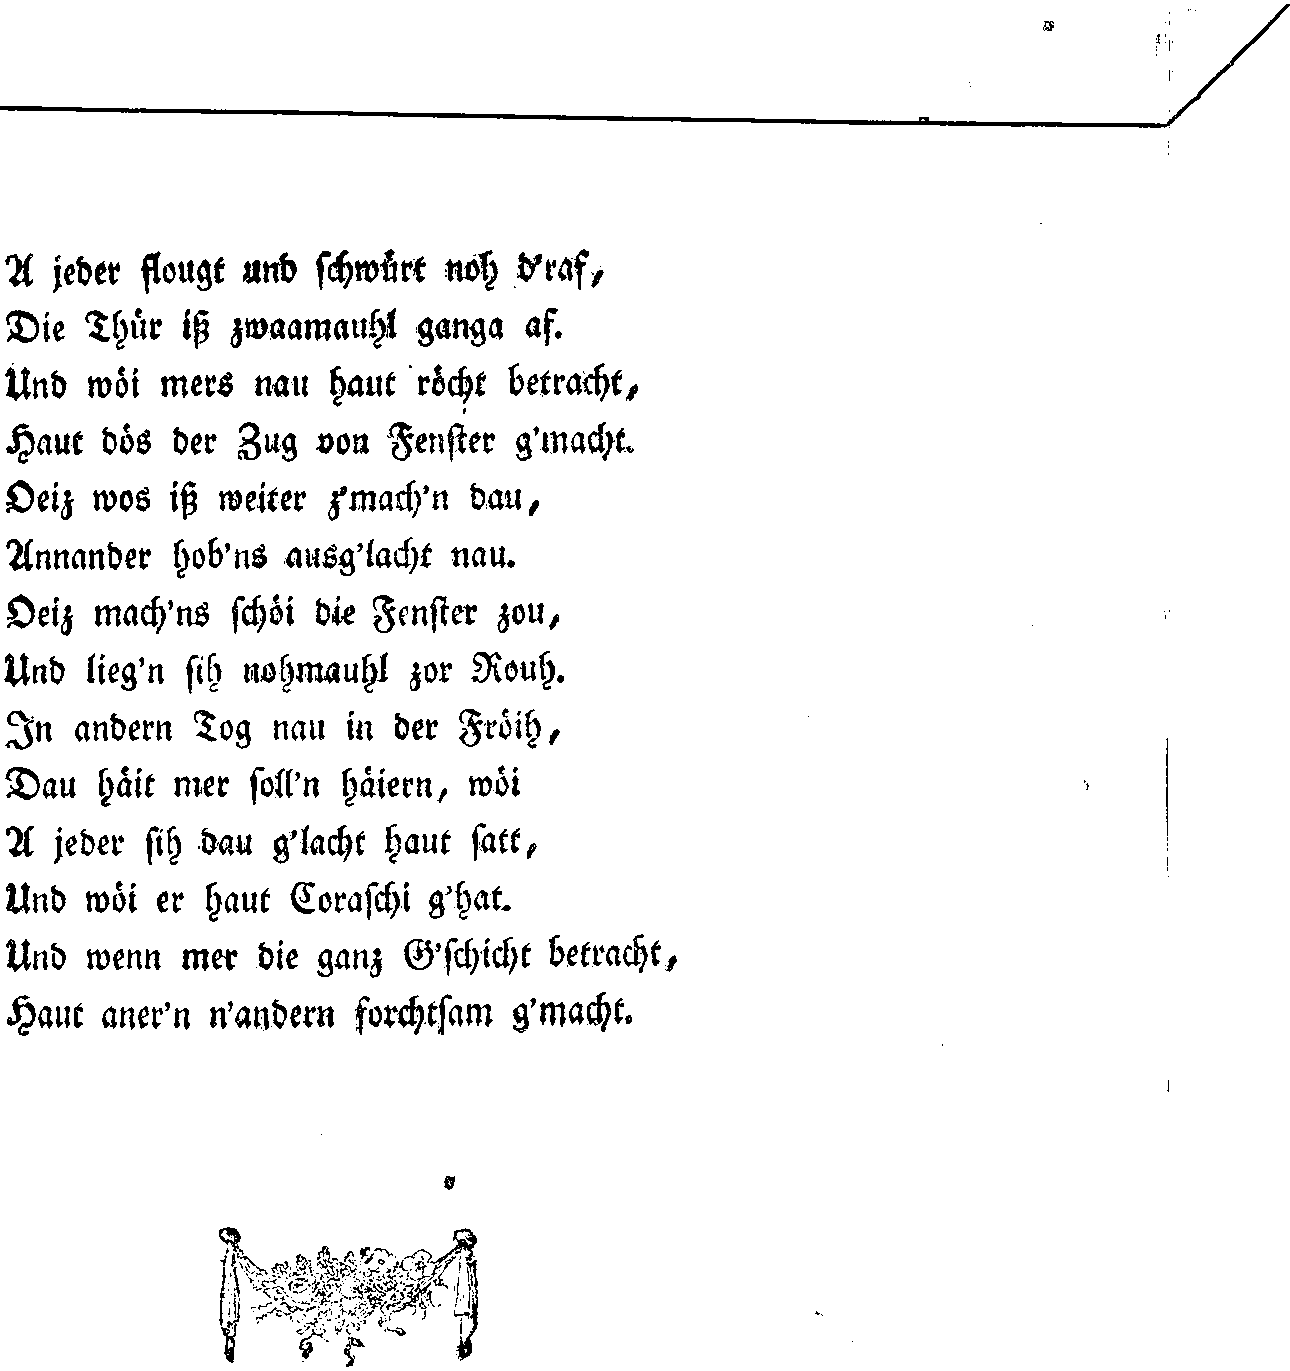 A jeder flougt und schwürt noh d'raf,
Die Thür iß zwaamauhl ganga af.
Und wöi mers nau haut röcht betracht,
Haut dös der Zug von Fenster g'macht.
Oeiz wos iß weiter z'mach'n dau,
Annander hob'ns ausg'lacht nau.
Oeiz mach'ns schöi die Fenster zou,
Und lieg'n sih nohmauhl zor Rouh.
In andern Tog nau in der Fröih,
Dau häit mer soll'n häiern, wöi
A jeder sih dau g'lacht haut satt,
Und wöi er haut Coraschi g'hat.
Und wenn mer die ganz G'schicht betracht,
Haut aner'n n'andern forchtsam g'macht.